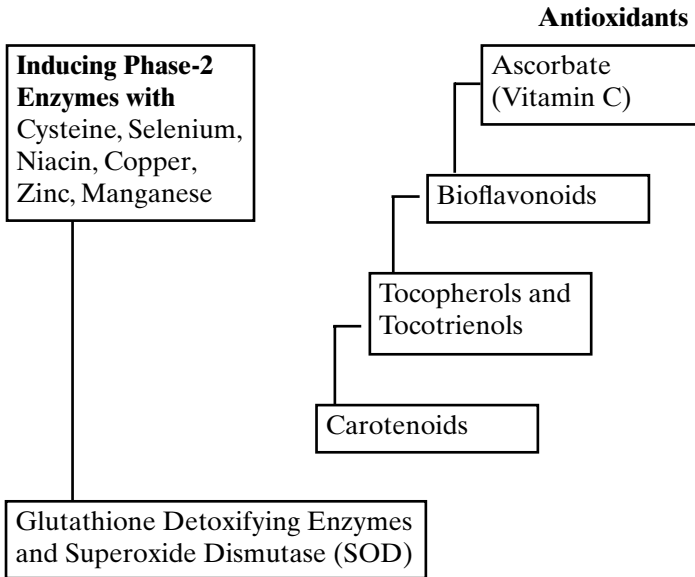 Antioxidants
Inducing Phase-2
Enzymes with
Cysteine, Selenium,
Niacin, Copper,
Zinc, Manganese
Ascorbate
(Vitamin C)
Bioflavonoids
Tocopherols and
Tocotrienols
Carotenoids
Glutathione Detoxifying Enzymes
and Superoxide Dismutase (SOD)